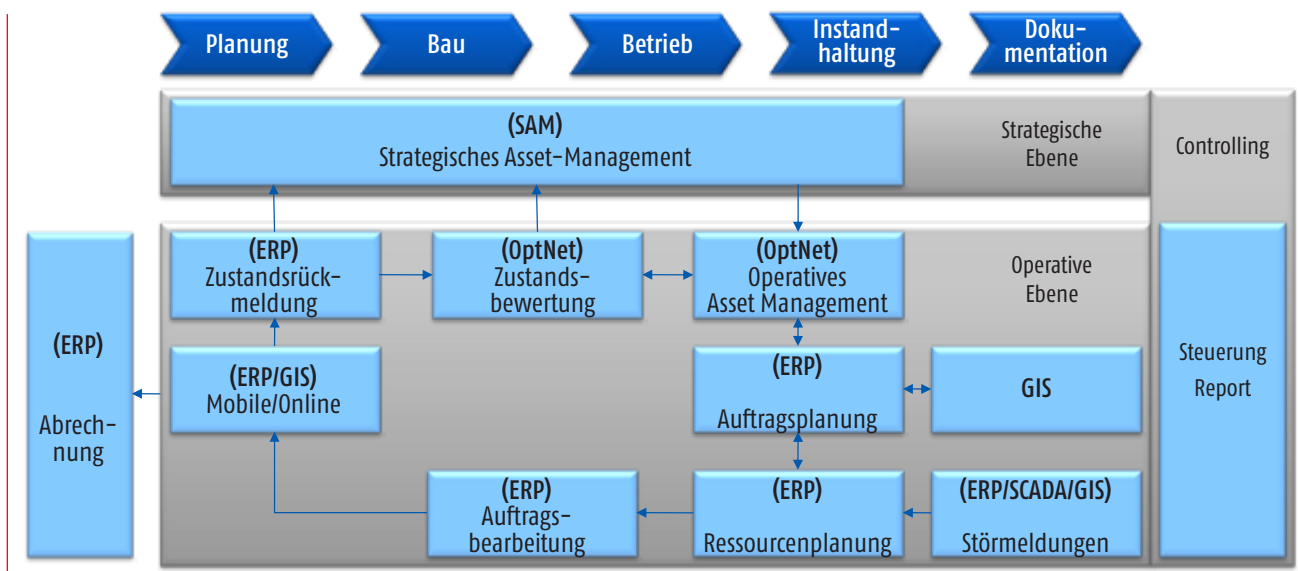 Planung
Bau
Betrieb
Instand-
haltung
Doku-
mentation
(SAM)
Strategisches Asset-Management
Strategische
Ebene
Controlling
(ERP)
Zustandsrück-
meldung
(OptNet)
Zustands-
bewertung
(OptNet)
Operatives
Asset Management
Operative
Ebene
(ERP)
Abrech-
nung
(ERP/GIS)
Mobile/Online
(ERP)
Auftragsplanung
GIS
Steuerung
Report
(ERP)
Auftrags-
bearbeitung
(ERP)
Ressourcenplanung
(ERP/SCADA/GIS)
Störmeldungen